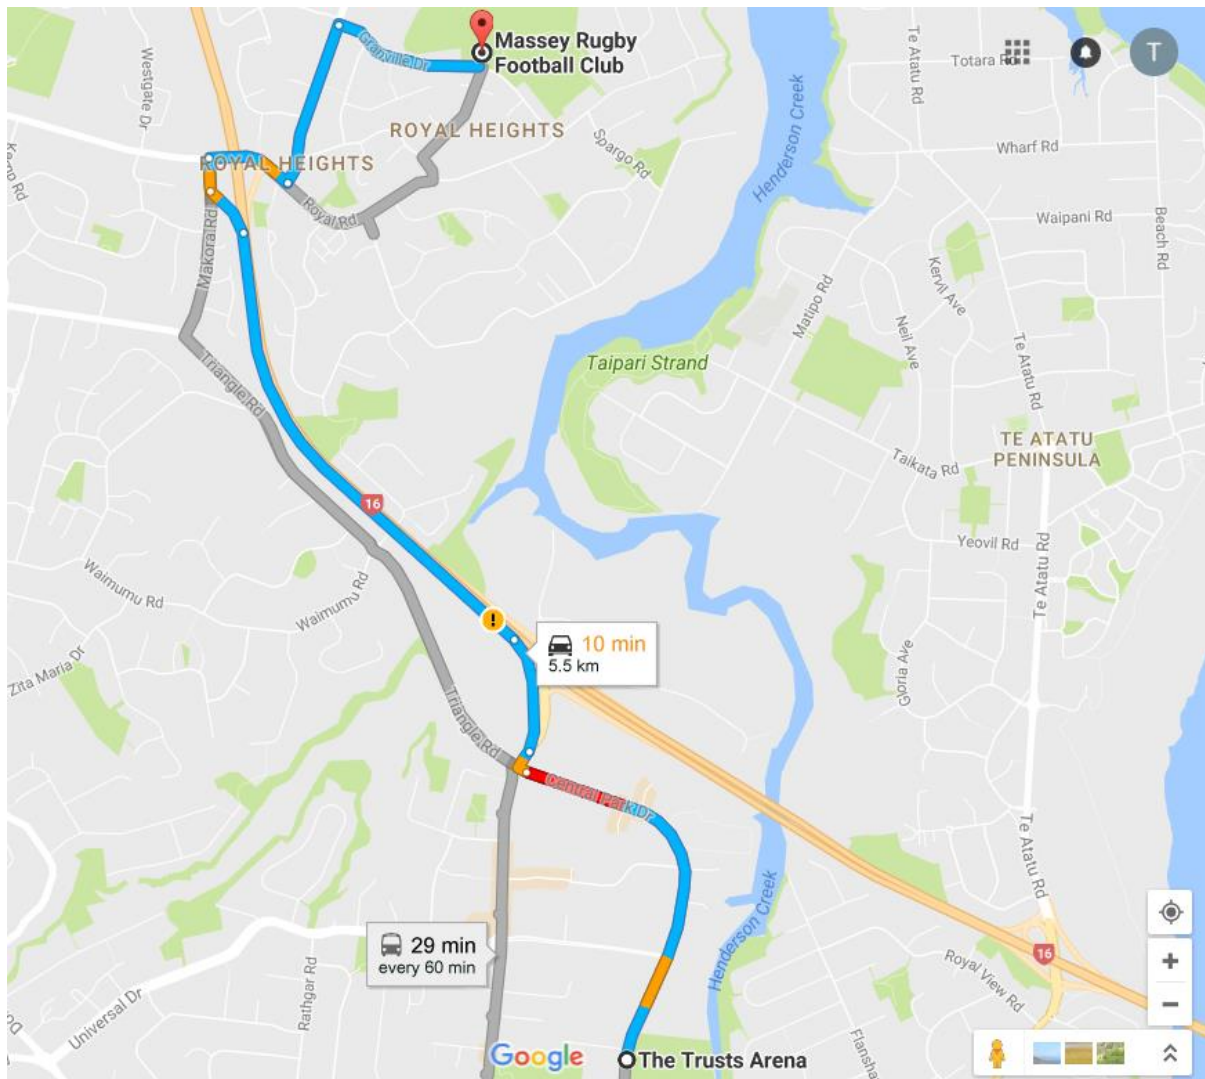 Massey Rugby
Football Club
Te Atatu Rd
Totara Rd
T
Westgate Dr
Granville Dr
ROYAL HEIGHTS
Henderson Creek
Wharf Rd
ROYAL HEIGHTS
Spargo Rd
Royal Rd
Makora Rd
Waipani Rd
Beach Rd
Kervil Ave
Matipo Rd
Neil Ave
Triangle Rd
Taipari Strand
Te Atatu Rd
TE ATATU
PENINSULA
Taikata Rd
16
Yeovil Rd
Te Atatu Rd
Waimumu Rd
Waimumu Rd
!
10 min
5.5 km
Zita Maria Dr
Gloria Ave
Triangle Rd
Central Park Dr
Te Atatu Rd
29 min
every 60 min
Henderson Creek
16
Royal View Rd
+
Rathgar Rd
Universal Dr
−
Google
The Trusts Arena